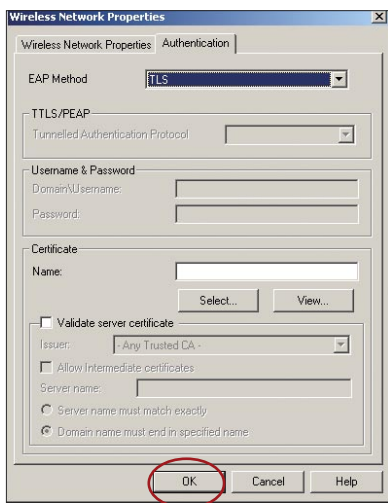 Wireless Network Properties
Wireless Network Properties Authentication
EAP Method TLS
TTLS/PEAP
Tunnelled Authentication Protocol
Username & Password
Domain\Username:
Password:
Certificate
Name:
Select... View...
Validate server certificate
Issuer: - Any Trusted CA -
Allow Intermediate certificates
Server name:
Server name must match exactly
Domain name must end in specified name
OK Cancel Help